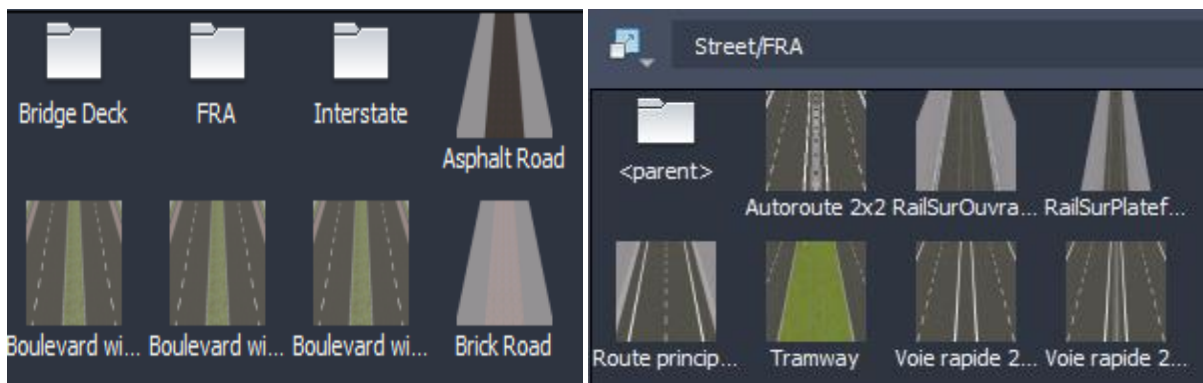 Bridge Deck
FRA
Interstate
Asphalt Road
Boulevard wi...
Boulevard wi...
Boulevard wi...
Brick Road
Street/FRA
<parent>
Autoroute 2x2
RailSurOuvra...
RailSurPlatef...
Route princip...
Tramway
Voie rapide 2...
Voie rapide 2...